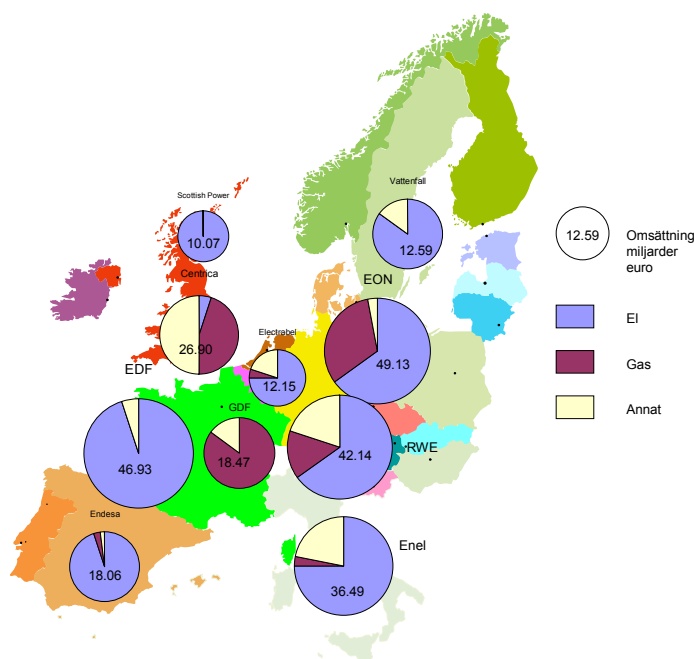 Vattenfall
Scottish Power
10.07
12.59
12.59
Omsättning
miljarder
euro
Centrica
EON
El
26.90
Electrabel
EDF
49.13
Gas
12.15
GDF
Annat
46.93
18.47
42.14
RWE
Endesa
Enel
18.06
36.49